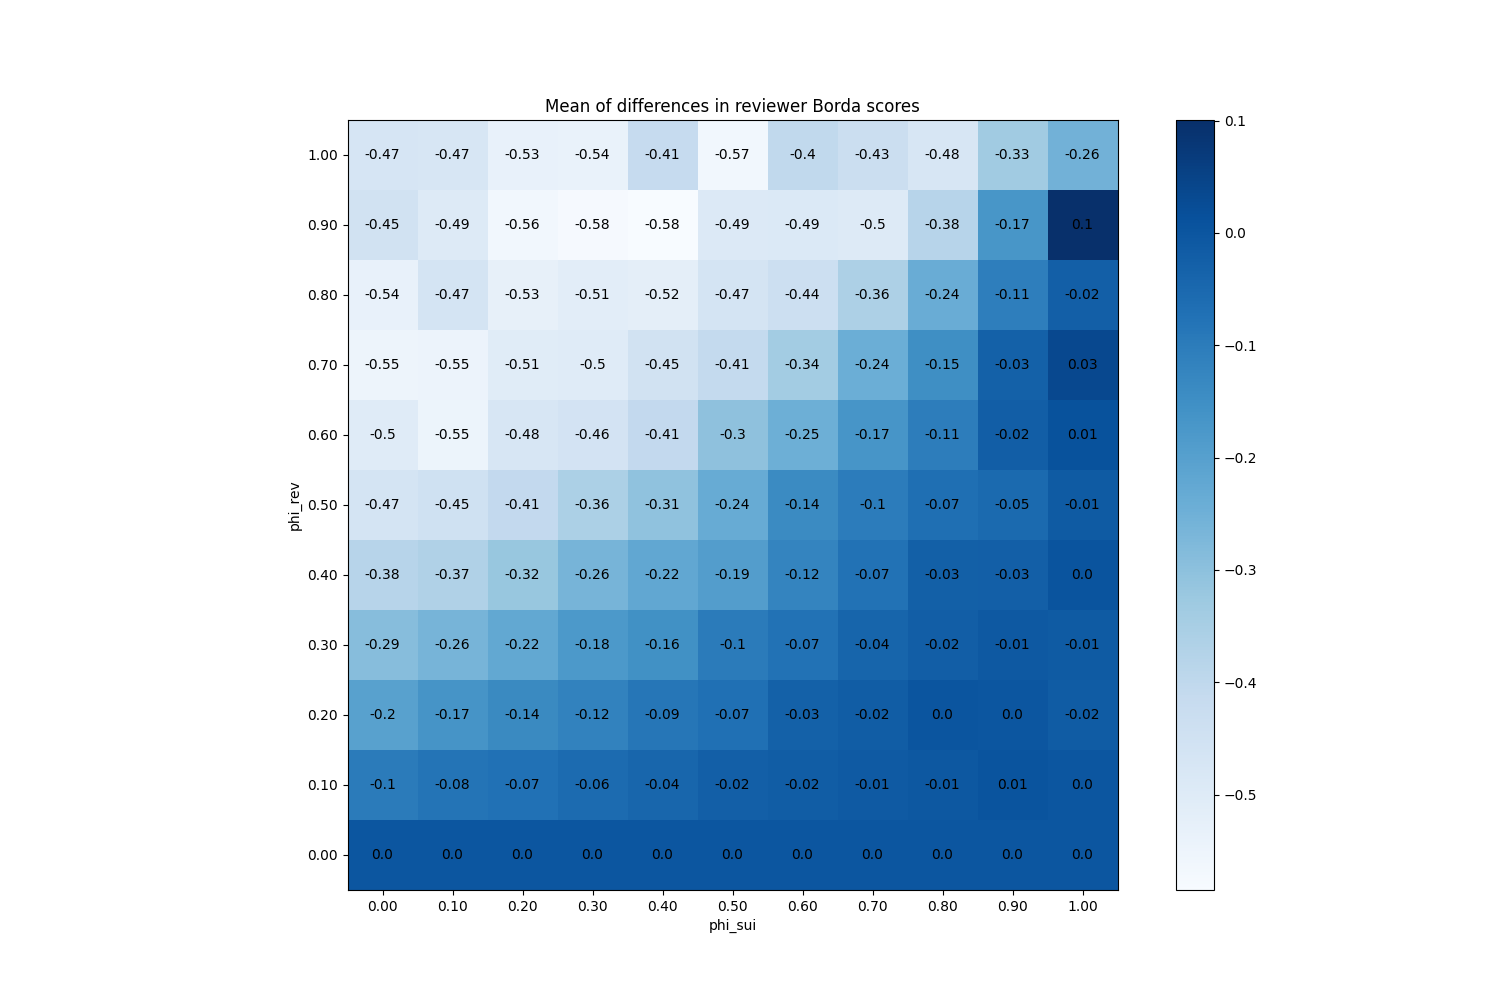 Mean of differences in reviewer Borda scores
1.00 -0.47 -0.47 -0.53 -0.54 -0.41 -0.57 -0.4 -0.43 -0.48 -0.33 -0.26
0.90 -0.45 -0.49 -0.56 -0.58 -0.58 -0.49 -0.49 -0.5 -0.38 -0.17 0.1
0.80 -0.54 -0.47 -0.53 -0.51 -0.52 -0.47 -0.44 -0.36 -0.24 -0.11 -0.02
0.70 -0.55 -0.55 -0.51 -0.5 -0.45 -0.41 -0.34 -0.24 -0.15 -0.03 0.03
0.60 -0.5 -0.55 -0.48 -0.46 -0.41 -0.3 -0.25 -0.17 -0.11 -0.02 0.01
0.50 -0.47 -0.45 -0.41 -0.36 -0.31 -0.24 -0.14 -0.1 -0.07 -0.05 -0.01
0.40 -0.38 -0.37 -0.32 -0.26 -0.22 -0.19 -0.12 -0.07 -0.03 -0.03 0.0
0.30 -0.29 -0.26 -0.22 -0.18 -0.16 -0.1 -0.07 -0.04 -0.02 -0.01 -0.01
0.20 -0.2 -0.17 -0.14 -0.12 -0.09 -0.07 -0.03 -0.02 0.0 0.0 -0.02
0.10 -0.1 -0.08 -0.07 -0.06 -0.04 -0.02 -0.02 -0.01 -0.01 0.01 0.0
0.00 0.0 0.0 0.0 0.0 0.0 0.0 0.0 0.0 0.0 0.0 0.0
0.00 0.10 0.20 0.30 0.40 0.50 0.60 0.70 0.80 0.90 1.00
phi_sui
phi_rev
0.1
0.0
−0.1
−0.2
−0.3
−0.4
−0.5